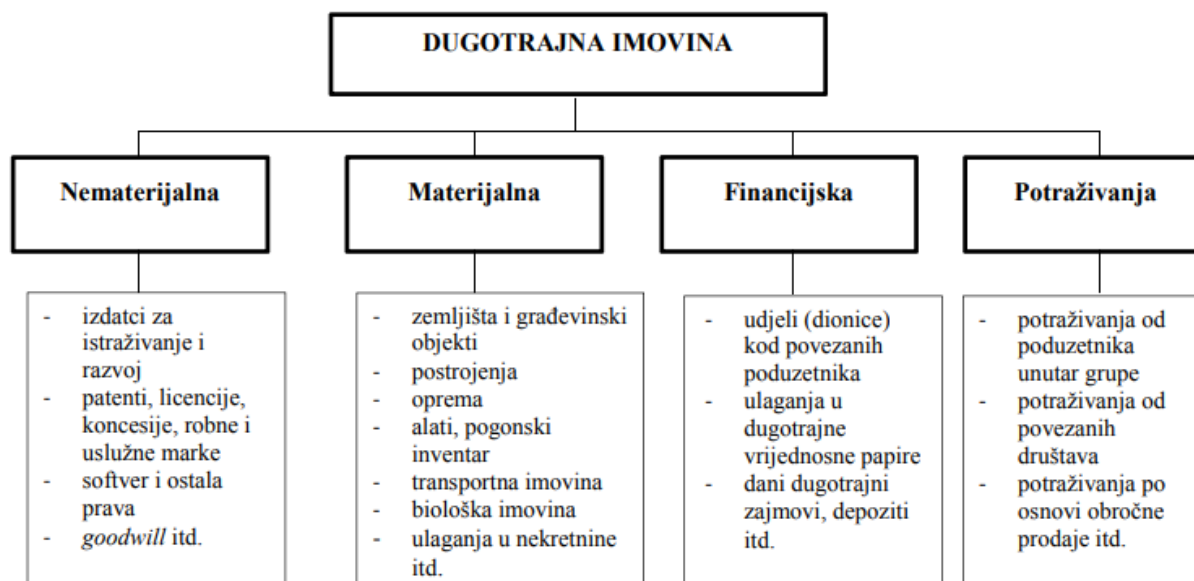 DUGOTRAJNA IMOVINA
Nematerijalna
Materijalna
Financijska
Potraživanja
- izdatci za
istraživanje i
razvoj
- patenti, licencije,
koncesije, robne i
uslužne marke
- softver i ostala
prava
- goodwill itd.
- zemljišta i građevinski
objekti
- postrojenja
- oprema
- alati, pogonski
inventar
- transportna imovina
- biološka imovina
- ulaganja u nekretnine
itd.
- udjeli (dionice)
kod povezanih
poduzetnika
- ulaganja u
dugotrajne
vrijednosne papire
- dani dugotrajni
zajmovi, depoziti
itd.
- potraživanja od
poduzetnika
unutar grupe
- potraživanja od
povezanih
društava
- potraživanja po
osnovi obročne
prodaje itd.